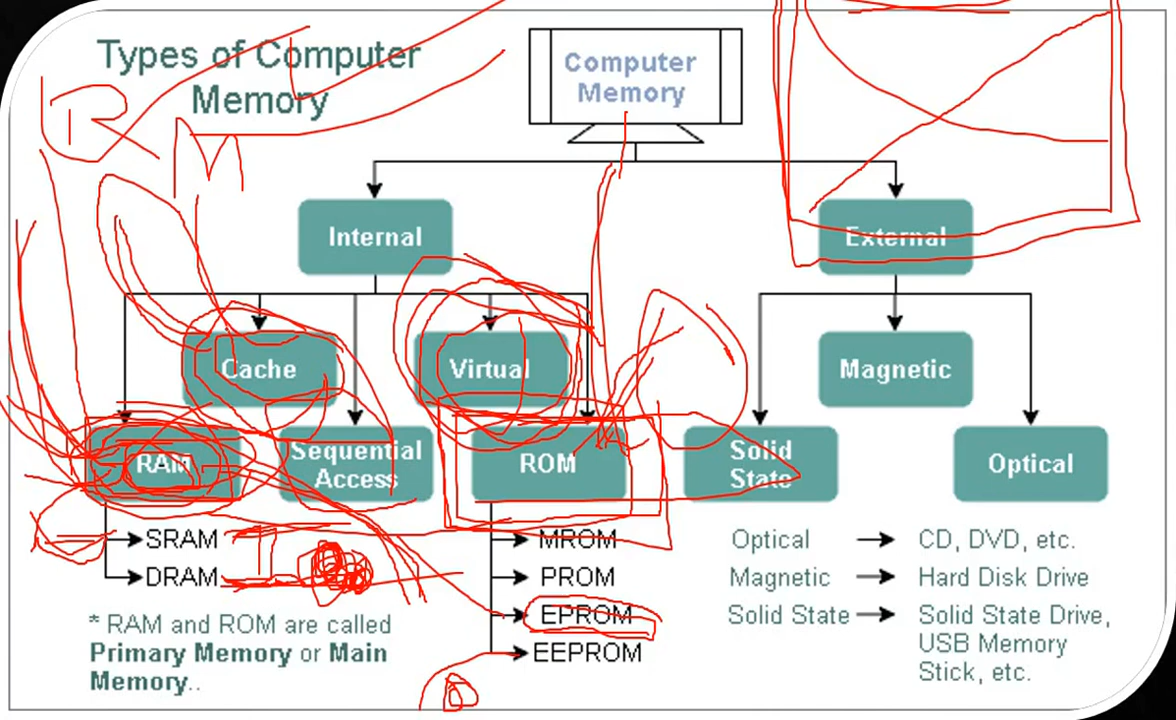 Types of Computer
Memory
Computer
Memory
Internal
External
Cache
Virtual
Magnetic
RAM
Sequential
Access
ROM
Solid
State
Optical
SRAM
DRAM
MROM
PROM
EPROM
EEPROM
Optical CD, DVD, etc.
Magnetic Hard Disk Drive
Solid State Solid State Drive,
USB Memory
Stick, etc.
* RAM and ROM are called
Primary Memory or Main
Memory..